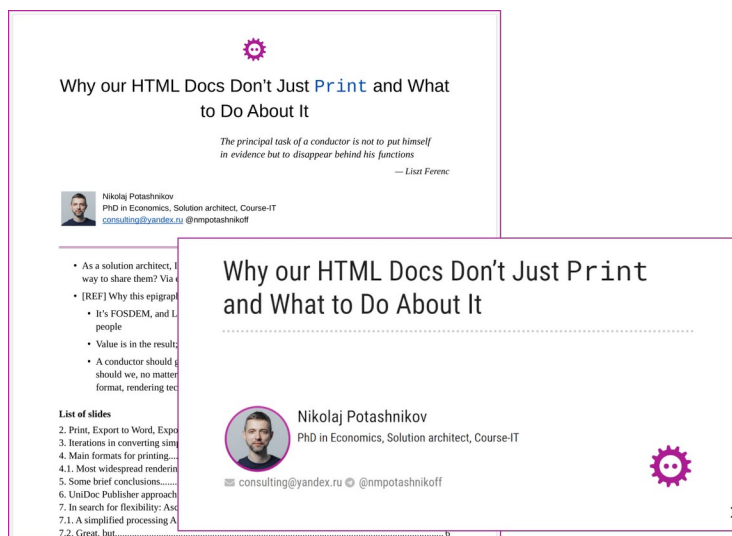 Why our HTML Docs Don’t Just Print and What
to Do About It
The principal task of a conductor is not to put himself
in evidence but to disappear behind his functions
— Liszt Ferenc
Nikolaj Potashnikov
PhD in Economics, Solution architect, Course-IT
consulting@yandex.ru @nmpotashnikoff
• As a solution architect, I
way to share them? Via
• [REF] Why this epigrap
• It’s FOSDEM, and L
people
• Value is in the result;
• A conductor should
should we, no matter
format, rendering tec
List of slides
2. Print, Export to Word, Expo
3. Iterations in converting simp
4. Main formats for printing....
4.1. Most widespread renderin
5. Some brief conclusions.......
6. UniDoc Publisher approach
7. In search for flexibility: Asc
7.1. A simplified processing A
7.2. Great, but.................... 6
Why our HTML Docs Don’t Just Print
and What to Do About It
Nikolaj Potashnikov
PhD in Economics, Solution architect, Course-IT
consulting@yandex.ru @nmpotashnikoff